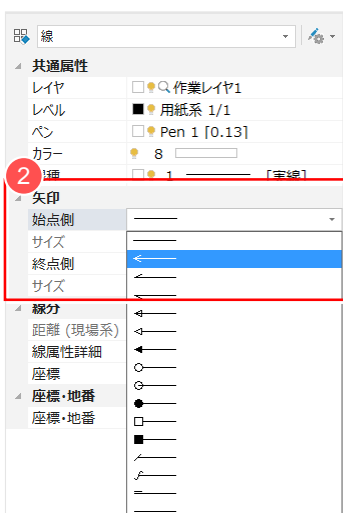 線
共通属性
レイヤ 作業レイヤ1
レベル 用紙系 1/1
ペン Pen 1 [0.13]
カラー 8
2
種 1 [実線]
矢印
始点側
サイズ
終点側
サイズ
線分
距離 (現場系)
線属性詳細
座標
座標・地番
座標・地番